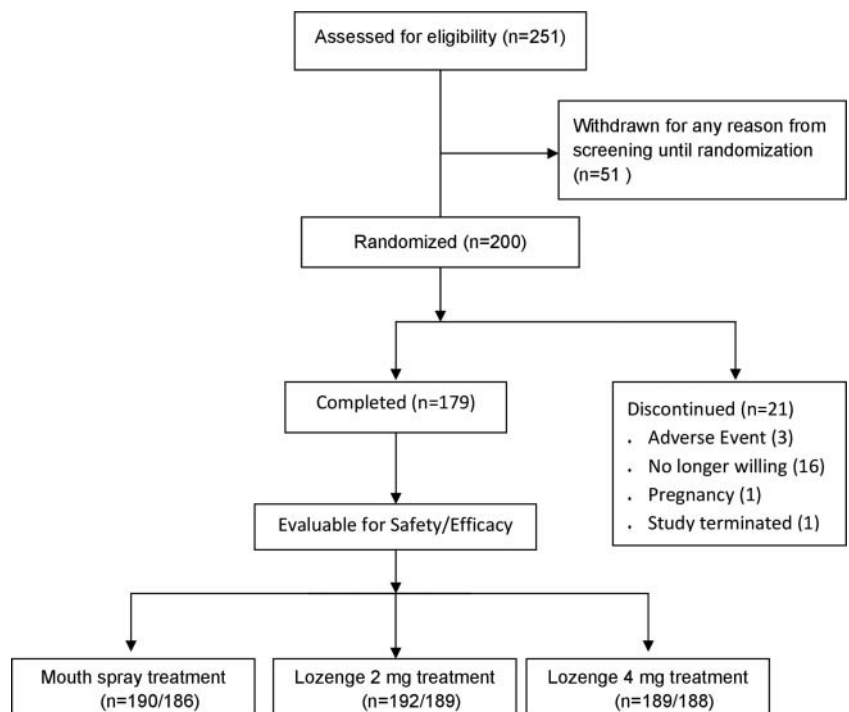 Assessed for eligibility (n=251)
Withdrawn for any reason from
screening until randomization
(n=51 )
Randomized (n=200)
Completed (n=179)
Discontinued (n=21)
. Adverse Event (3)
. No longer willing (16)
. Pregnancy (1)
. Study terminated (1)
Evaluable for Safety/Efficacy
Mouth spray treatment
(n=190/186)
Lozenge 2 mg treatment
(n=192/189)
Lozenge 4 mg treatment
(n=189/188)